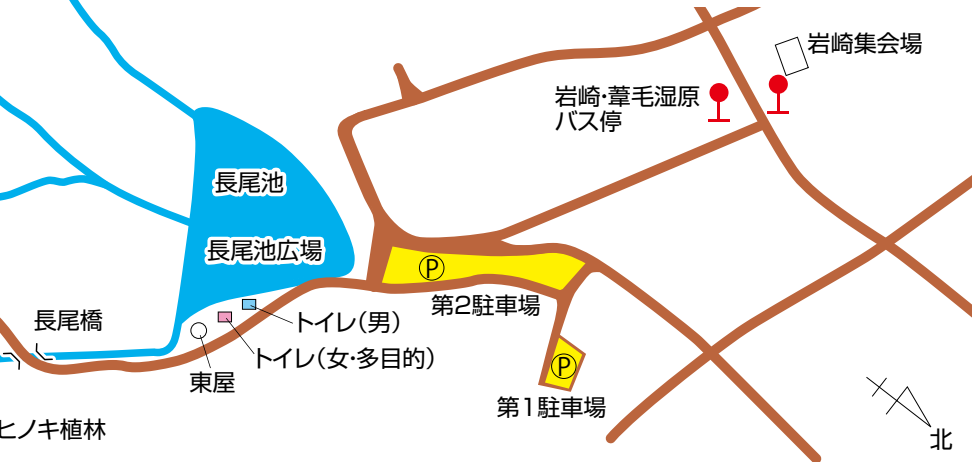 岩崎集会場
岩崎・葦毛湿原
バス停
長尾池
長尾池広場
Ⓟ
第2駐車場
長尾橋
トイレ(男)
トイレ(女・多目的)
Ⓟ
東屋
第1駐車場
ヒノキ植林
北